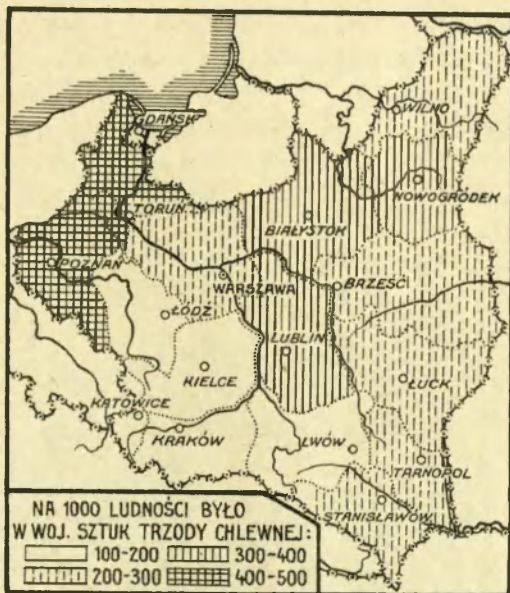 GDAŃSK
WILNO
NOWOGRÓDEK
TORUŃ
BIAŁYSTOK
POZNAŃ
WARSZAWA
BRZEŚĆ
ŁÓDŹ
LUBLIN
KIELCE
ŁUCK
KATOWICE
KRAKÓW
LWÓW
TARNOPOL
STANISŁAWÓW
NA 1000 LUDNOŚCI BYŁO
W WOJ. SZTUK TRZODY CHLEWNEJ:
100-200 300-400
200-300 400-500